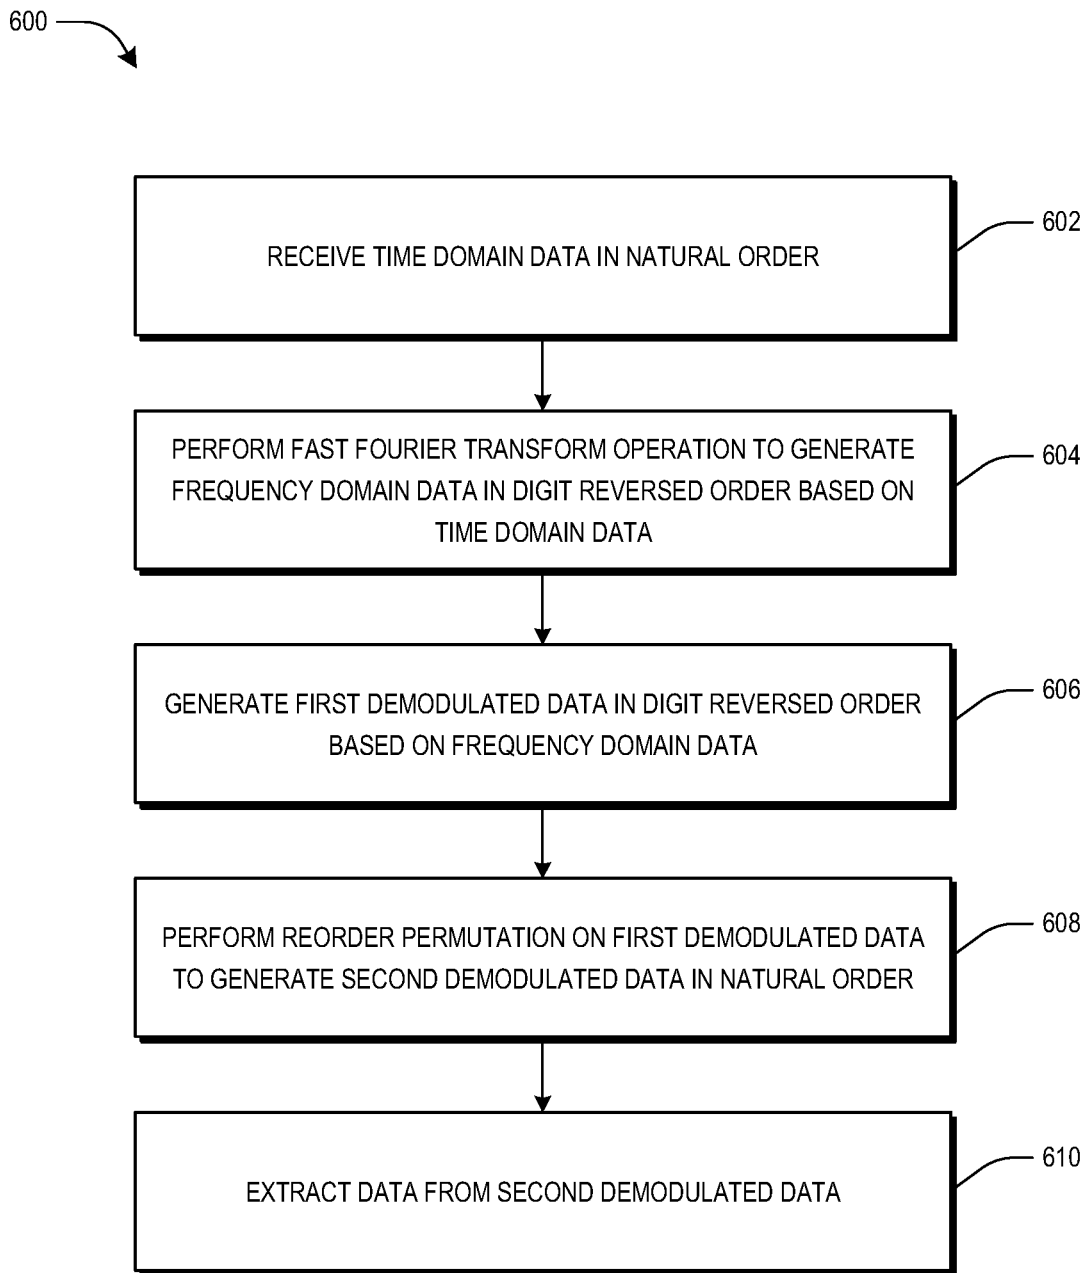 600
RECEIVE TIME DOMAIN DATA IN NATURAL ORDER
602
PERFORM FAST FOURIER TRANSFORM OPERATION TO GENERATE
FREQUENCY DOMAIN DATA IN DIGIT REVERSED ORDER BASED ON
TIME DOMAIN DATA
604
GENERATE FIRST DEMODULATED DATA IN DIGIT REVERSED ORDER
BASED ON FREQUENCY DOMAIN DATA
606
PERFORM REORDER PERMUTATION ON FIRST DEMODULATED DATA
TO GENERATE SECOND DEMODULATED DATA IN NATURAL ORDER
608
EXTRACT DATA FROM SECOND DEMODULATED DATA
610